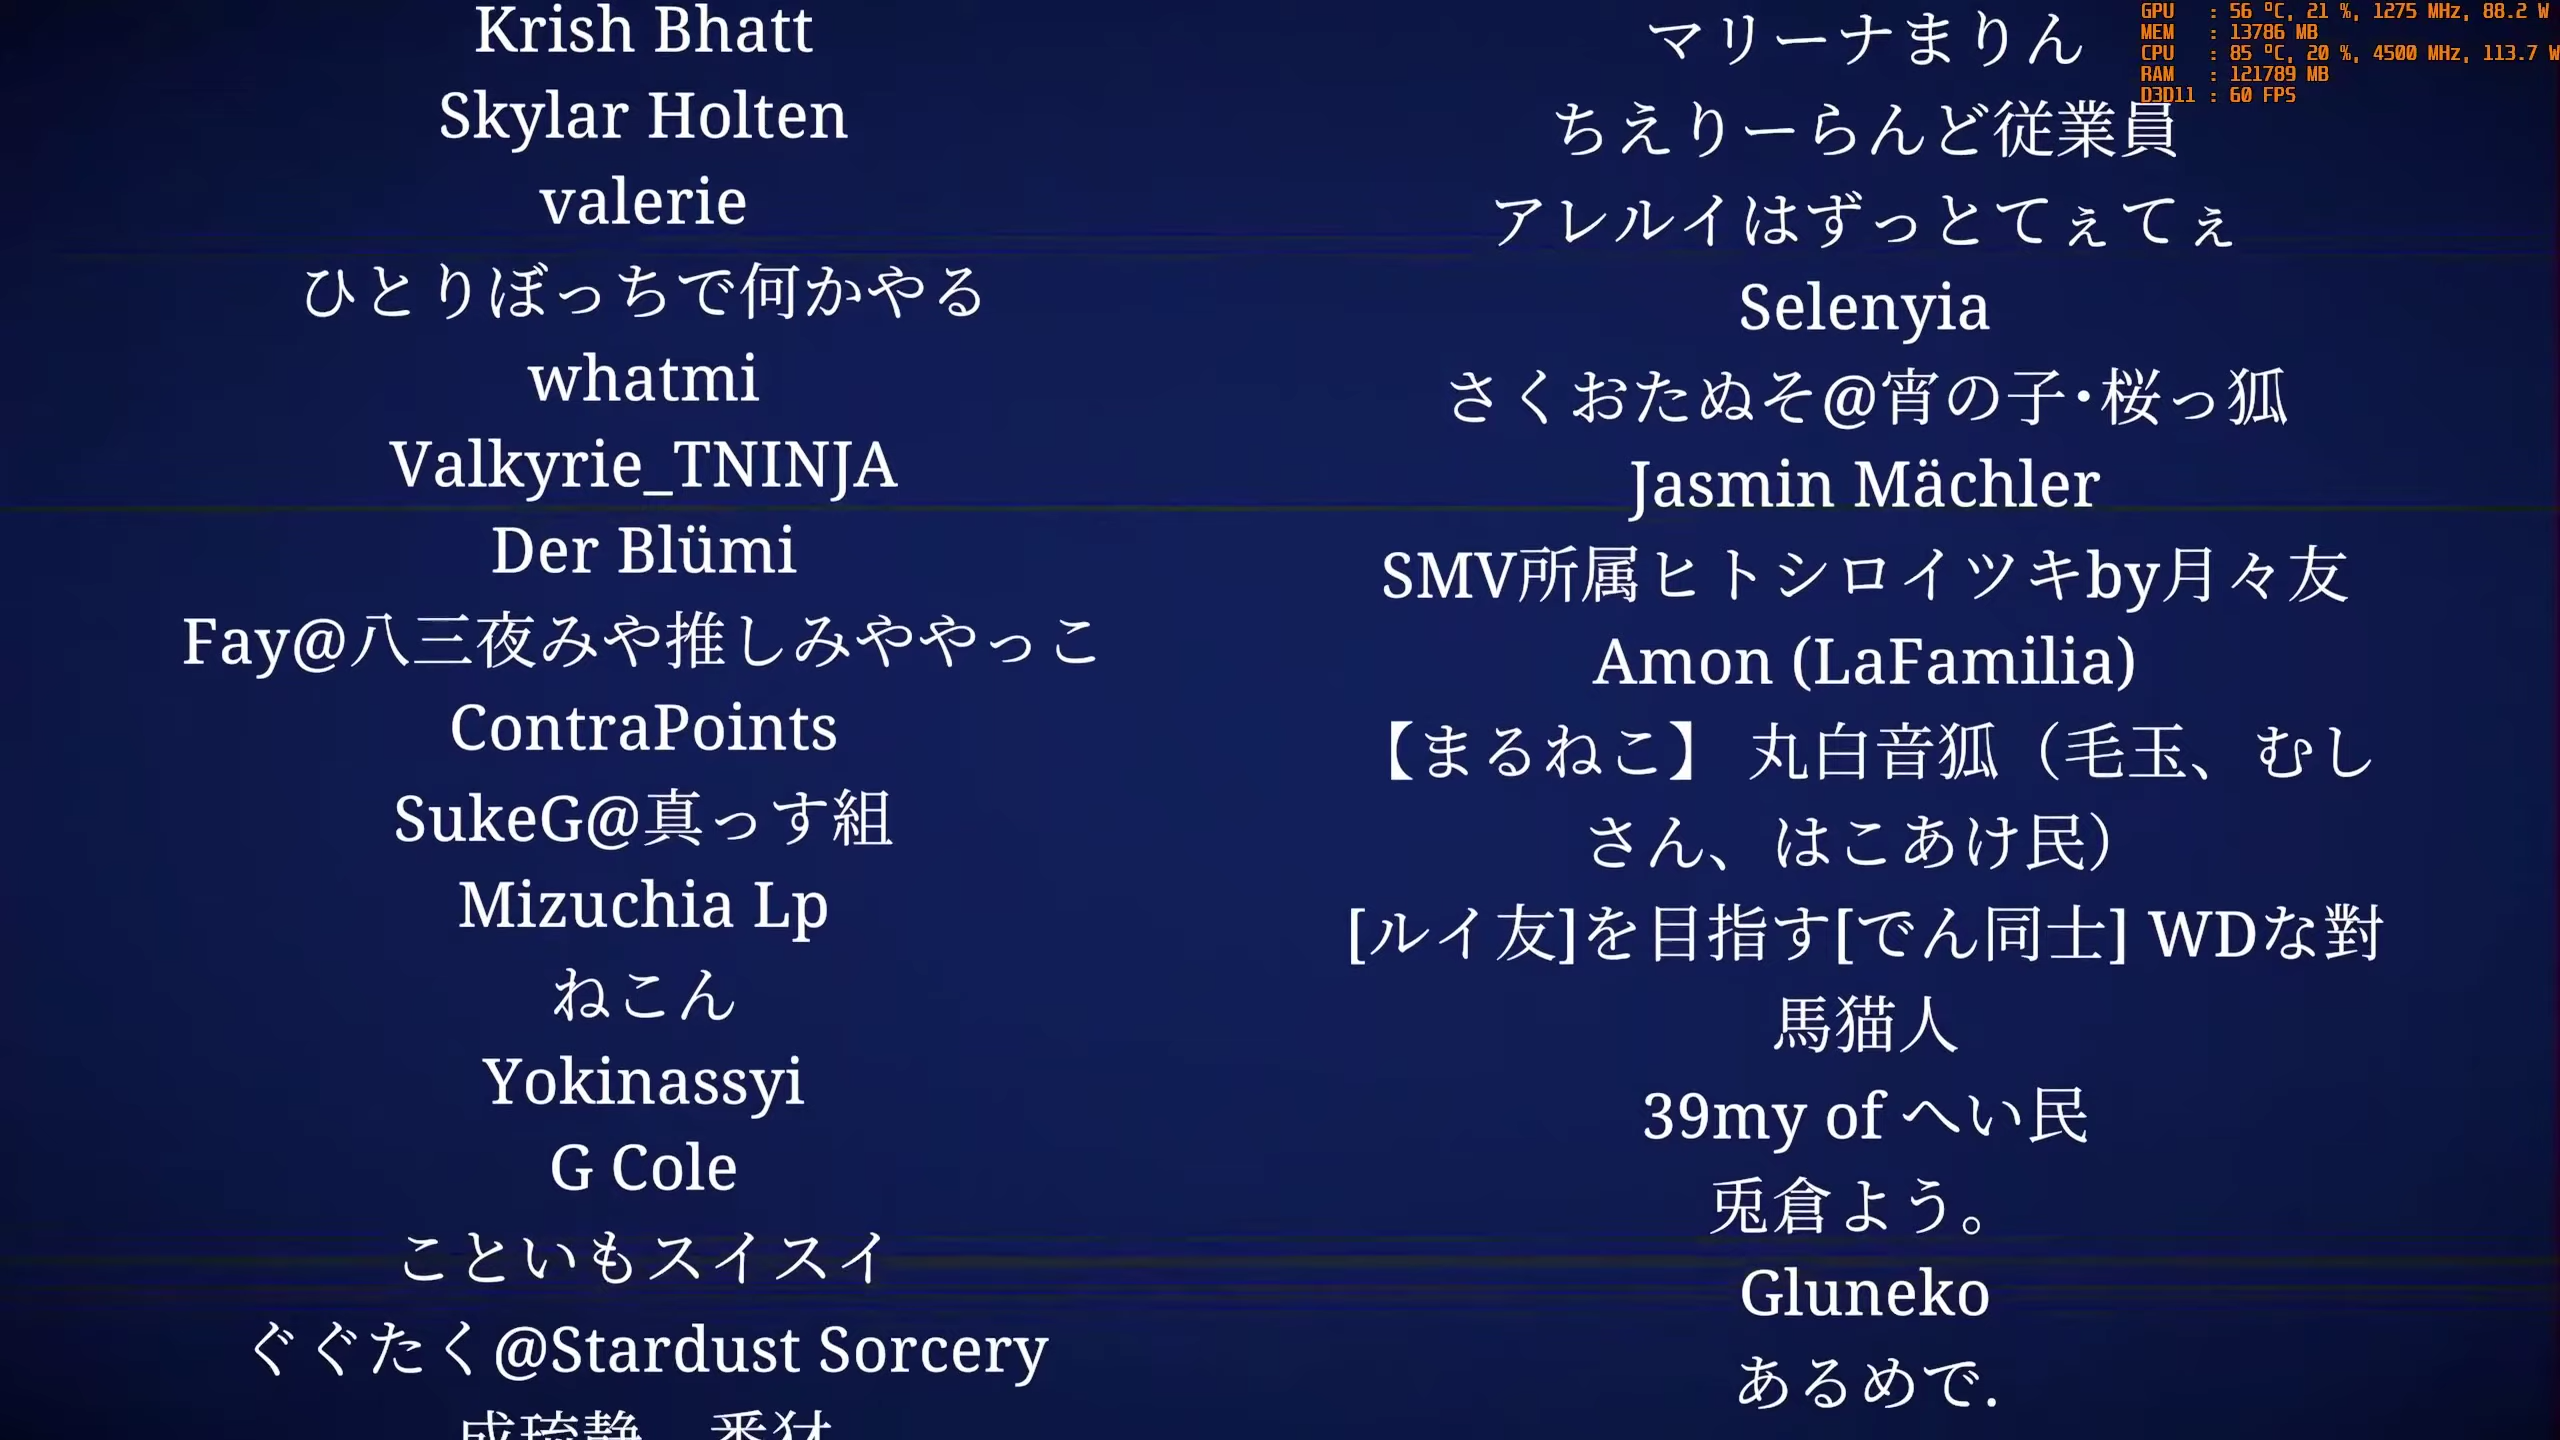 Krish Bhatt
Skylar Holten
valerie
ひとりぼっちで何かやる
whatmi
Valkyrie_TNINJA
Der Blümi
Fay@八三夜みや推しみややっこ
ContraPoints
SukeG@真っす組
Mizuchia Lp
ねこん
Yokinassyi
G Cole
こといもスイスイ
ぐぐたく@Stardust Sorcery
マリーナまりん
ちえりーらんど従業員
アレルイはずっとてぇてぇ
Selenyia
さくおたぬそ@宵の子・桜っ狐
Jasmin Mächler
SMV所属ヒトシロイツキby月々友
Amon (LaFamilia)
【まるねこ】 丸白音狐（毛玉、むし
さん、はこあけ民）
[ルイ友]を目指す[でん同士] WDな對
馬猫人
39my of へい民
兎倉よう。
Gluneko
あるめで.
GPU : 56 ºC, 21 %, 1275 MHz, 88.2 W
MEM : 13786 MB
CPU : 85 ºC, 20 %, 4500 MHz, 113.7 W
RAM : 121789 MB
D3D11 : 60 FPS